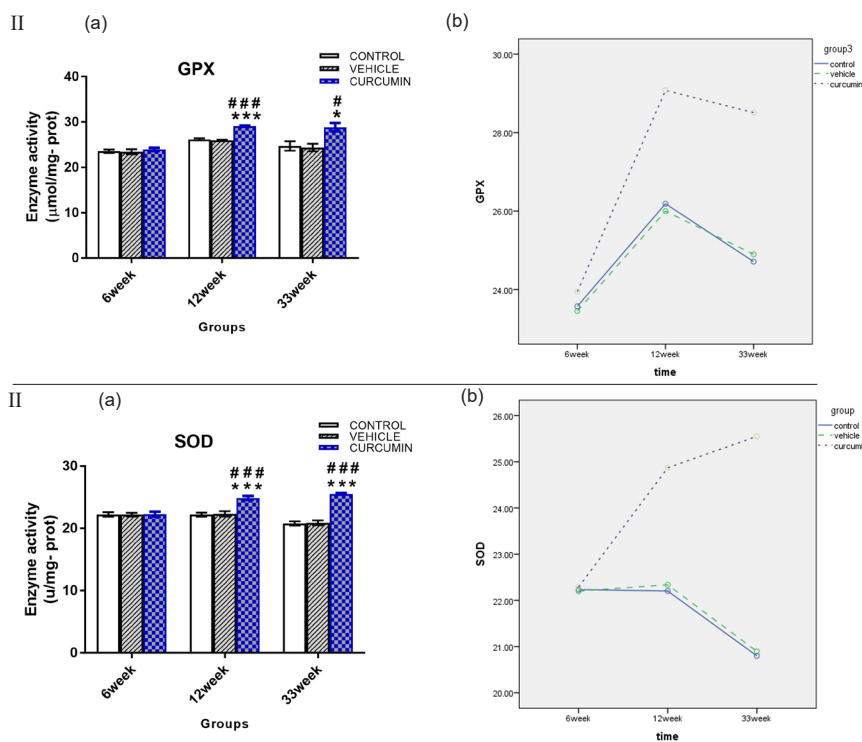 II
(a)
GPX
CONTROL
VEHICLE
CURCUMIN
Enzyme activity
(μmol/mg- prot)
40
30
20
10
0
###
***
#
*
6week
12week
33week
Groups
(b)
30.00
28.00
26.00
24.00
GPX
6week
12week
33week
time
group3
control
vehicle
curcumin
II
(a)
SOD
CONTROL
VEHICLE
CURCUMIN
Enzyme activity
(u/mg- prot)
30
20
10
0
###
***
###
***
6week
12week
33week
Groups
(b)
26.00
25.00
24.00
23.00
22.00
21.00
20.00
SOD
6week
12week
33week
time
group
control
vehicle
curcumin